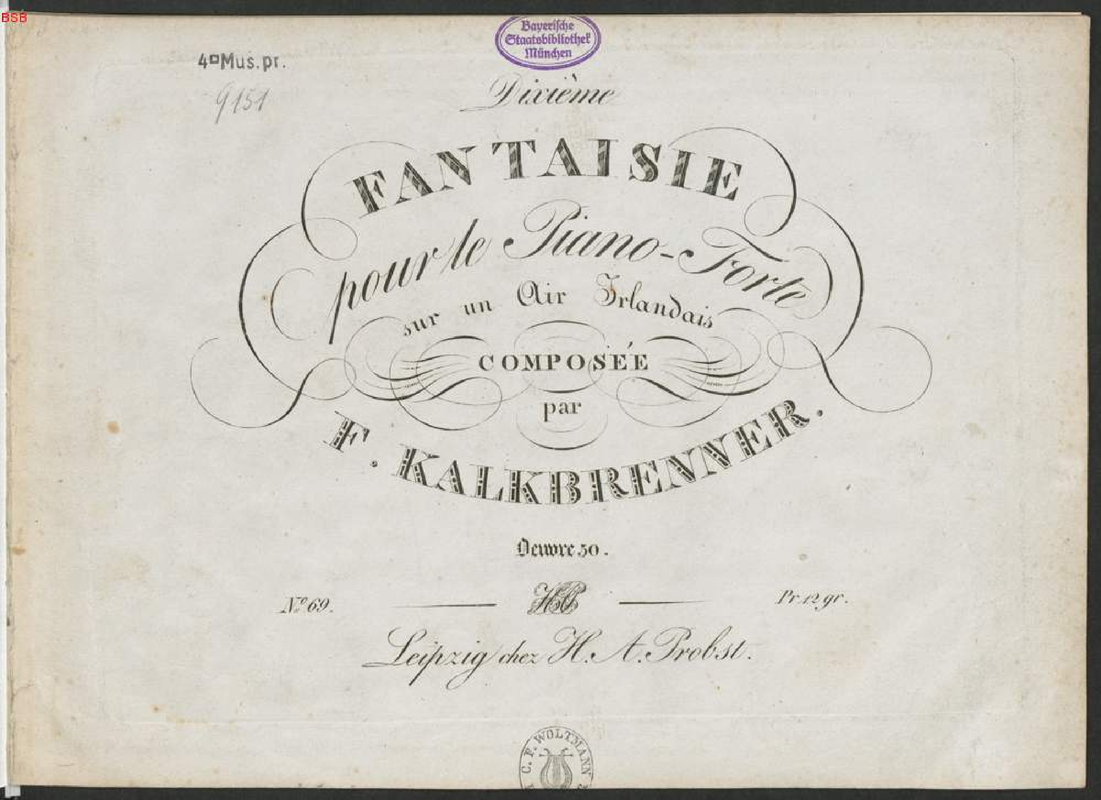 BSB
Bayerische
Staatsbibliothek
München
4° Mus.pr.
9151
Dixième
FANTAISIE
pour le Piano-Forte
sur un Air Irlandais
COMPOSÉE
par
F. KALKBRENNER.
Oeuvre 50.
No. 69.
HP
Pr. 12 gr.
Leipzig chez H. A. Probst.
C. F. WOLTMANN